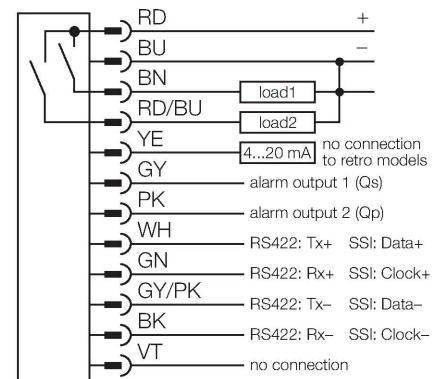 RD +
BU –
BN load1
RD/BU load2
YE 4...20 mA no connection
to retro models
GY alarm output 1 (Qs)
PK alarm output 2 (Qp)
WH RS422: Tx+ SSI: Data+
GN RS422: Rx+ SSI: Clock+
GY/PK RS422: Tx– SSI: Data–
BK RS422: Rx– SSI: Clock–
VT no connection